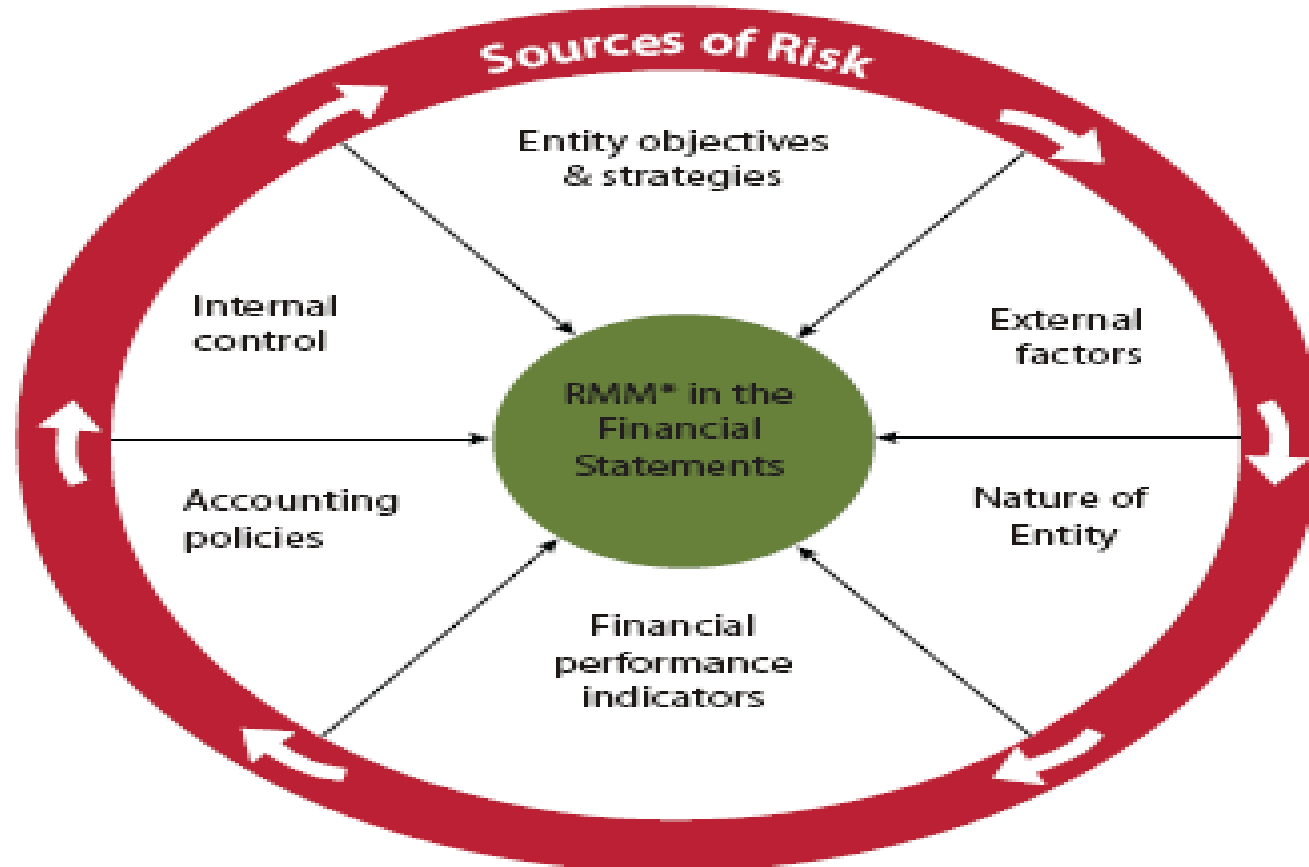 Sources of Risk
Entity objectives
& strategies
External
factors
Nature of
Entity
Financial
performance
indicators
Accounting
policies
Internal
control
RMM* in the
Financial
Statements